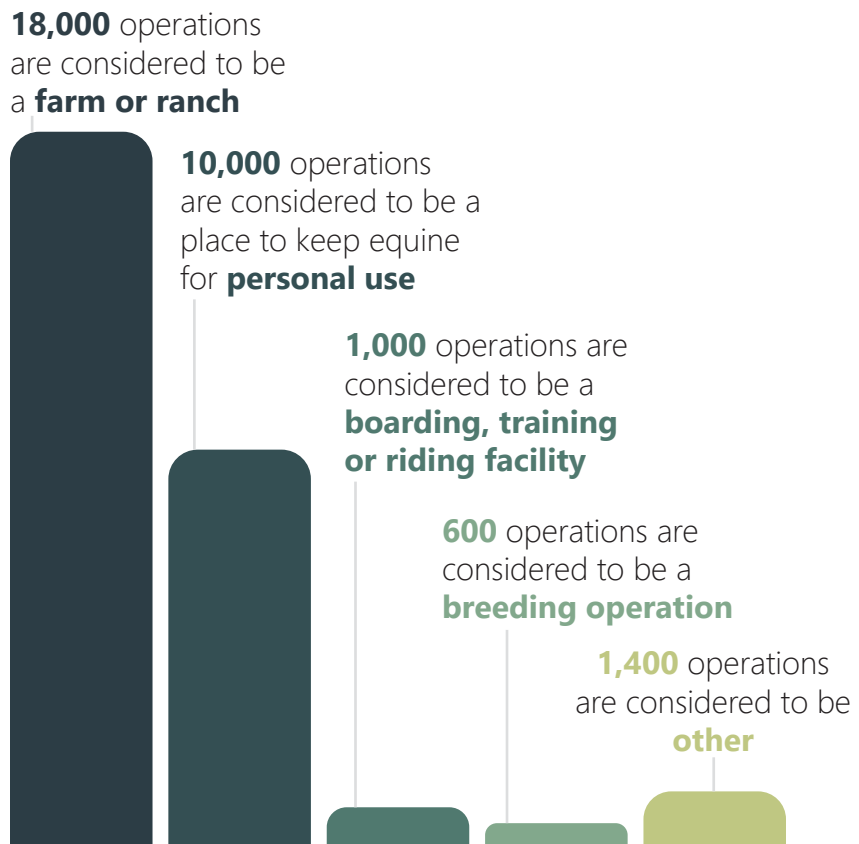 18,000 operations
are considered to be
a farm or ranch
10,000 operations
are considered to be a
place to keep equine
for personal use
1,000 operations are
considered to be a
boarding, training
or riding facility
600 operations are
considered to be a
breeding operation
1,400 operations
are considered to be
other